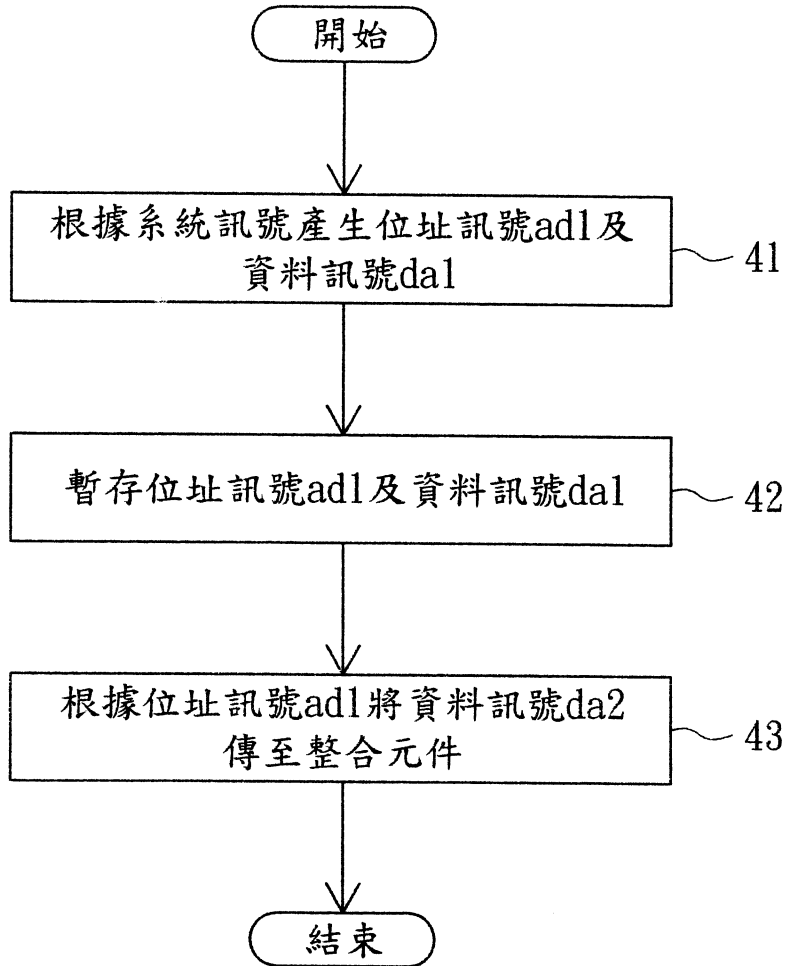 開始
根據系統訊號產生位址訊號ad1及
資料訊號da1
41
暫存位址訊號ad1及資料訊號da1
42
根據位址訊號ad1將資料訊號da2
傳至整合元件
43
結束